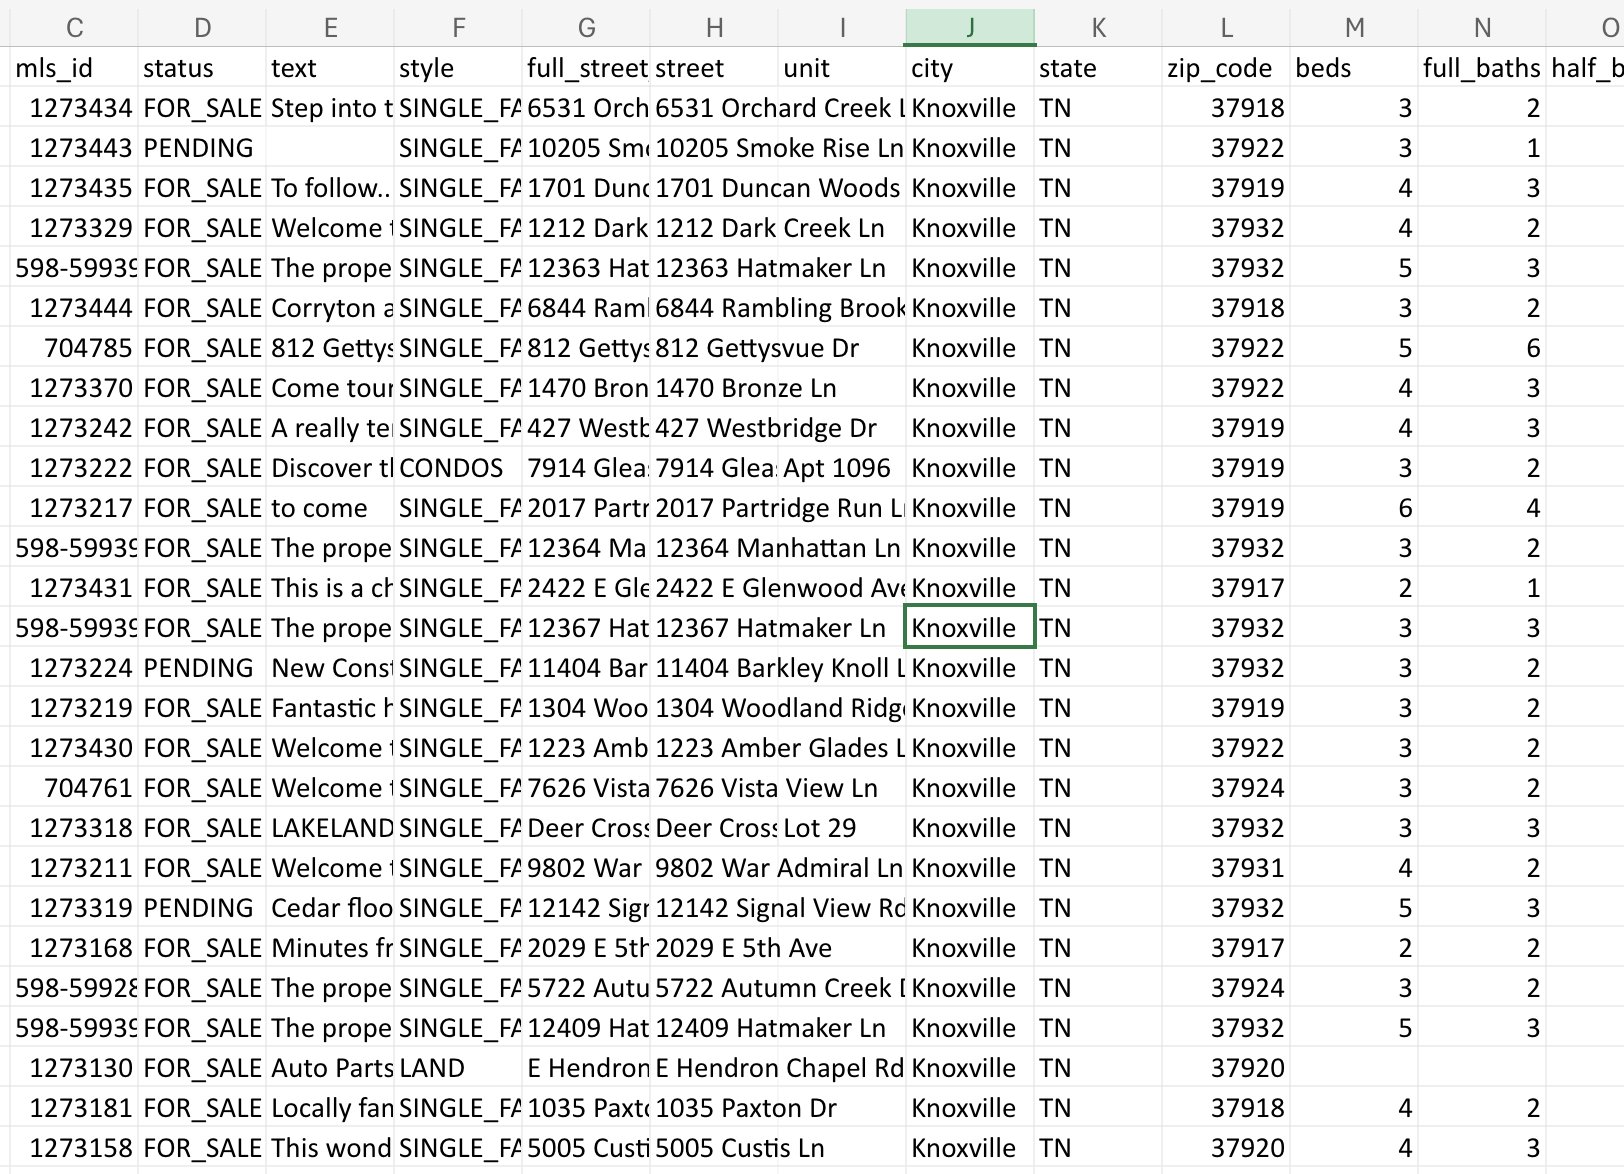 C D E F G H I J K L M N O
mls_id status text style full_street street unit city state zip_code beds full_baths half_b
1273434 FOR_SALE Step into t SINGLE_FA 6531 Orch 6531 Orchard Creek L Knoxville TN 37918 3 2
1273443 PENDING SINGLE_FA 10205 Smo 10205 Smoke Rise Ln Knoxville TN 37922 3 1
1273435 FOR_SALE To follow.. SINGLE_FA 1701 Dunc 1701 Duncan Woods Knoxville TN 37919 4 3
1273329 FOR_SALE Welcome t SINGLE_FA 1212 Dark 1212 Dark Creek Ln Knoxville TN 37932 4 2
598-59939 FOR_SALE The prope SINGLE_FA 12363 Hat 12363 Hatmaker Ln Knoxville TN 37932 5 3
1273444 FOR_SALE Corryton a SINGLE_FA 6844 Raml 6844 Rambling Brook Knoxville TN 37918 3 2
704785 FOR_SALE 812 Gettys SINGLE_FA 812 Gettys 812 Gettysvue Dr Knoxville TN 37922 5 6
1273370 FOR_SALE Come tour SINGLE_FA 1470 Bron 1470 Bronze Ln Knoxville TN 37922 4 3
1273242 FOR_SALE A really te SINGLE_FA 427 Westb 427 Westbridge Dr Knoxville TN 37919 4 3
1273222 FOR_SALE Discover tl CONDOS 7914 Glea 7914 Glea Apt 1096 Knoxville TN 37919 3 2
1273217 FOR_SALE to come SINGLE_FA 2017 Partr 2017 Partridge Run L Knoxville TN 37919 6 4
598-59939 FOR_SALE The prope SINGLE_FA 12364 Ma 12364 Manhattan Ln Knoxville TN 37932 3 2
1273431 FOR_SALE This is a ch SINGLE_FA 2422 E Gle 2422 E Glenwood Ave Knoxville TN 37917 2 1
598-59939 FOR_SALE The prope SINGLE_FA 12367 Hat 12367 Hatmaker Ln Knoxville TN 37932 3 3
1273224 PENDING New Const SINGLE_FA 11404 Bar 11404 Barkley Knoll L Knoxville TN 37932 3 2
1273219 FOR_SALE Fantastic h SINGLE_FA 1304 Woo 1304 Woodland Ridge Knoxville TN 37919 3 2
1273430 FOR_SALE Welcome t SINGLE_FA 1223 Amb 1223 Amber Glades L Knoxville TN 37922 3 2
704761 FOR_SALE Welcome t SINGLE_FA 7626 Vista 7626 Vista View Ln Knoxville TN 37924 3 2
1273318 FOR_SALE LAKELAND SINGLE_FA Deer Cross Deer Cross Lot 29 Knoxville TN 37932 3 3
1273211 FOR_SALE Welcome t SINGLE_FA 9802 War 9802 War Admiral Ln Knoxville TN 37931 4 2
1273319 PENDING Cedar floo SINGLE_FA 12142 Sign 12142 Signal View Rd Knoxville TN 37932 5 3
1273168 FOR_SALE Minutes fr SINGLE_FA 2029 E 5th 2029 E 5th Ave Knoxville TN 37917 2 2
598-59928 FOR_SALE The prope SINGLE_FA 5722 Autu 5722 Autumn Creek D Knoxville TN 37924 3 2
598-59939 FOR_SALE The prope SINGLE_FA 12409 Hat 12409 Hatmaker Ln Knoxville TN 37932 5 3
1273130 FOR_SALE Auto Parts LAND E Hendron E Hendron Chapel Rd Knoxville TN 37920
1273181 FOR_SALE Locally fan SINGLE_FA 1035 Paxto 1035 Paxton Dr Knoxville TN 37918 4 2
1273158 FOR_SALE This wond SINGLE_FA 5005 Custi 5005 Custis Ln Knoxville TN 37920 4 3